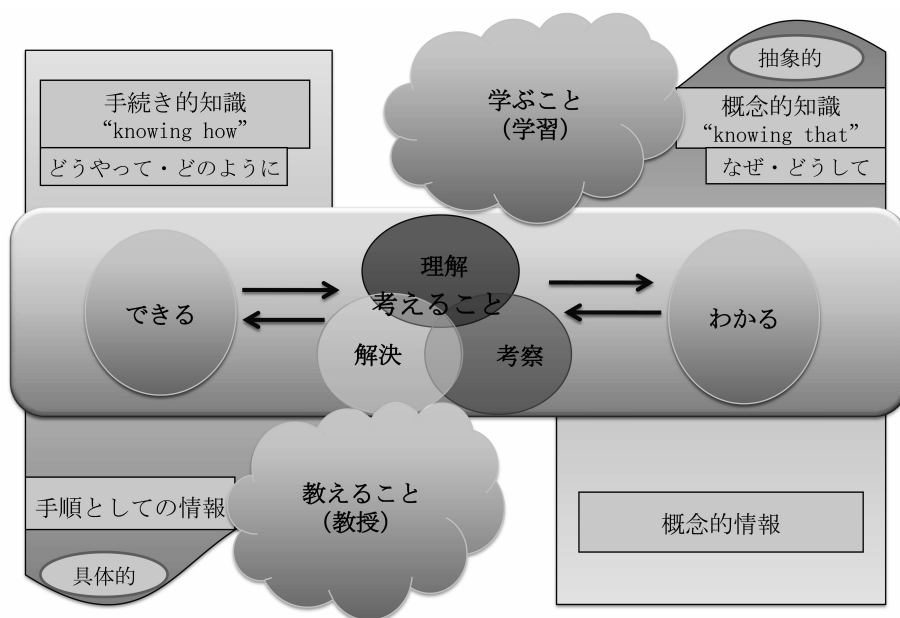 手続き的知識
“knowing how”
どうやって・どのように
学ぶこと
（学習）
抽象的
概念的知識
“knowing that”
なぜ・どうして
できる
理解
考えること
解決
考察
わかる
手順としての情報
具体的
教えること
（教授）
概念的情報